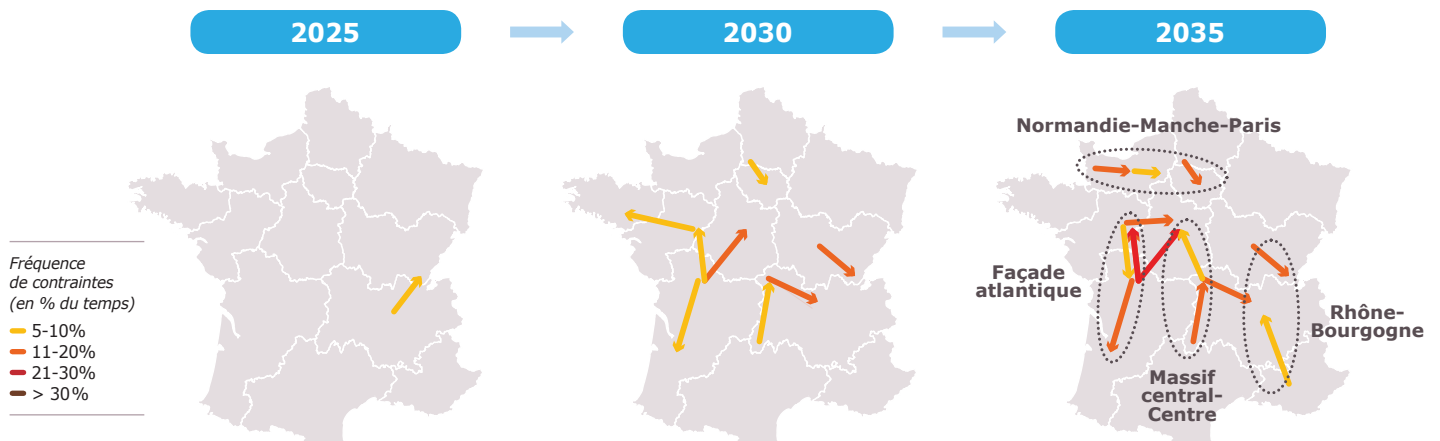 2025
2030
2035
Normandie-Manche-Paris
Fréquence
de contraintes
(en % du temps)
5-10%
11-20%
21-30%
> 30%
Façade
atlantique
Rhône-
Bourgogne
Massif
central-
Centre